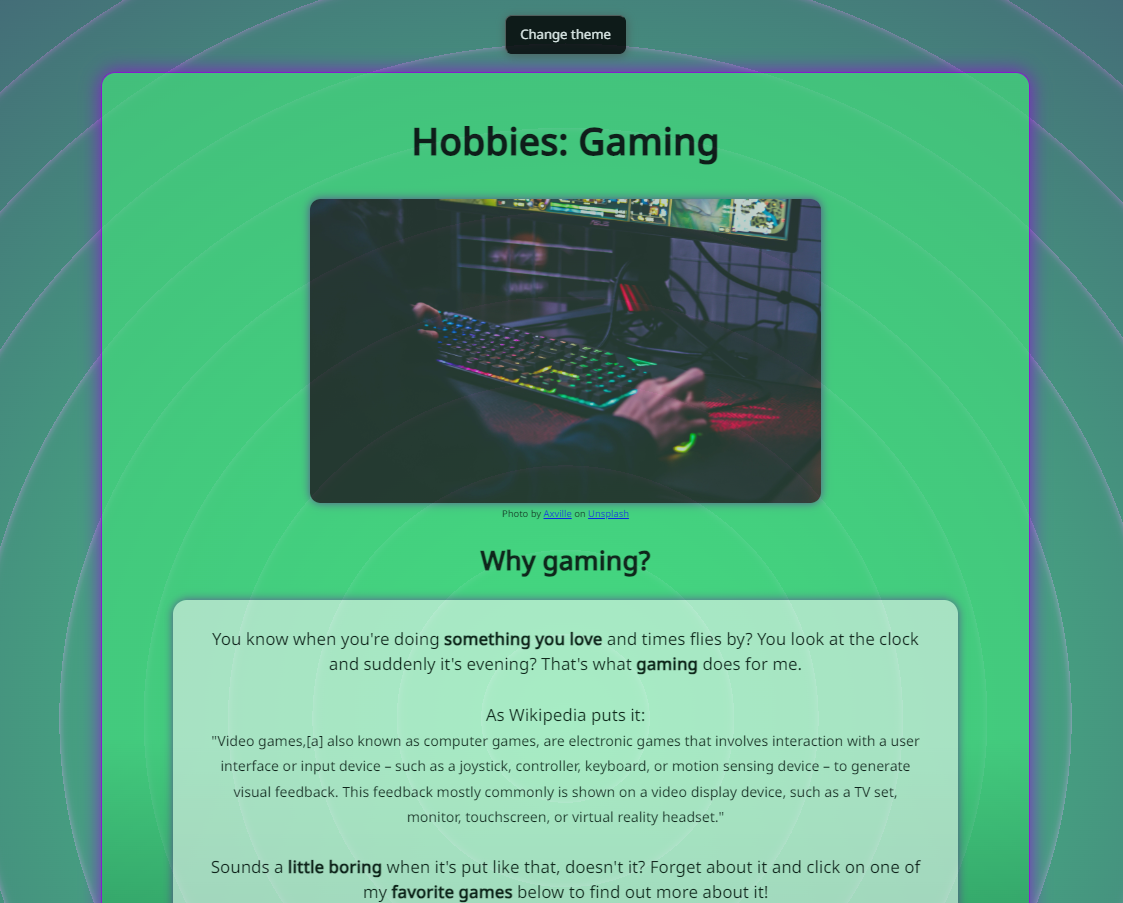 Change theme
Hobbies: Gaming
Photo by Axville on Unsplash
Why gaming?
You know when you're doing something you love and times flies by? You look at the clock
and suddenly it's evening? That's what gaming does for me.
As Wikipedia puts it:
"Video games,[a] also known as computer games, are electronic games that involves interaction with a user
interface or input device – such as a joystick, controller, keyboard, or motion sensing device – to generate
visual feedback. This feedback mostly commonly is shown on a video display device, such as a TV set,
monitor, touchscreen, or virtual reality headset."
Sounds a little boring when it's put like that, doesn't it? Forget about it and click on one of
my favorite games below to find out more about it!